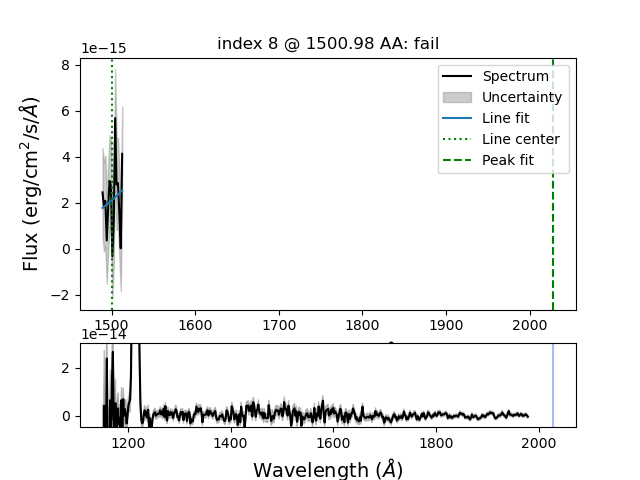 index 8 @ 1500.98 AA: fail
1e−15
8
6
4
2
0
−2
Flux (erg/cm²/s/Å)
Spectrum
Uncertainty
Line fit
Line center
Peak fit
1500 1600 1700 1800 1900 2000
1e−14
2
0
1200 1400 1600 1800 2000
Wavelength (Å)